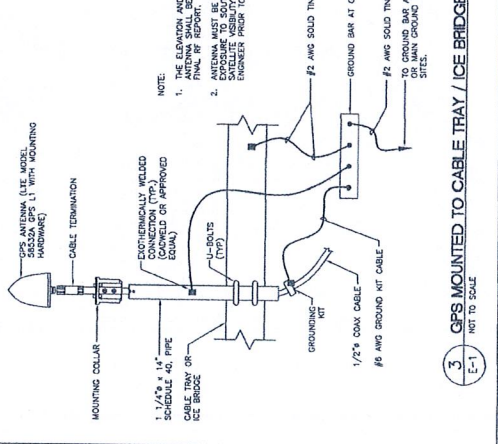 GPS ANTENNA (LTE MODEL
58532A GPS L1 WITH MOUNTING
HARDWARE)
CABLE TERMINATION
MOUNTING COLLAR
EXOTHERMICALLY WELDED
CONNECTION (TYP.)
(CADWELD OR APPROVED
EQUAL)
U-BOLTS
(TYP)
1 1/4"ø x 14"
SCHEDULE 40, PIPE
CABLE TRAY OR
ICE BRIDGE
GROUNDING
KIT
1/2"ø COAX CABLE
#6 AWG GROUND KIT CABLE
NOTE:
1. THE ELEVATION AND
ANTENNA SHALL BE
FINAL RF REPORT.
2. ANTENNA MUST BE
EXPOSURE TO SOUT
SATELLITE VISIBILITY
ENGINEER PRIOR TO
#2 AWG SOLID TIN
GROUND BAR AT C
#2 AWG SOLID TIN
TO GROUND BAR A
OR MAIN GROUND
SITES.
3
E-1
GPS MOUNTED TO CABLE TRAY / ICE BRIDGE
NOT TO SCALE